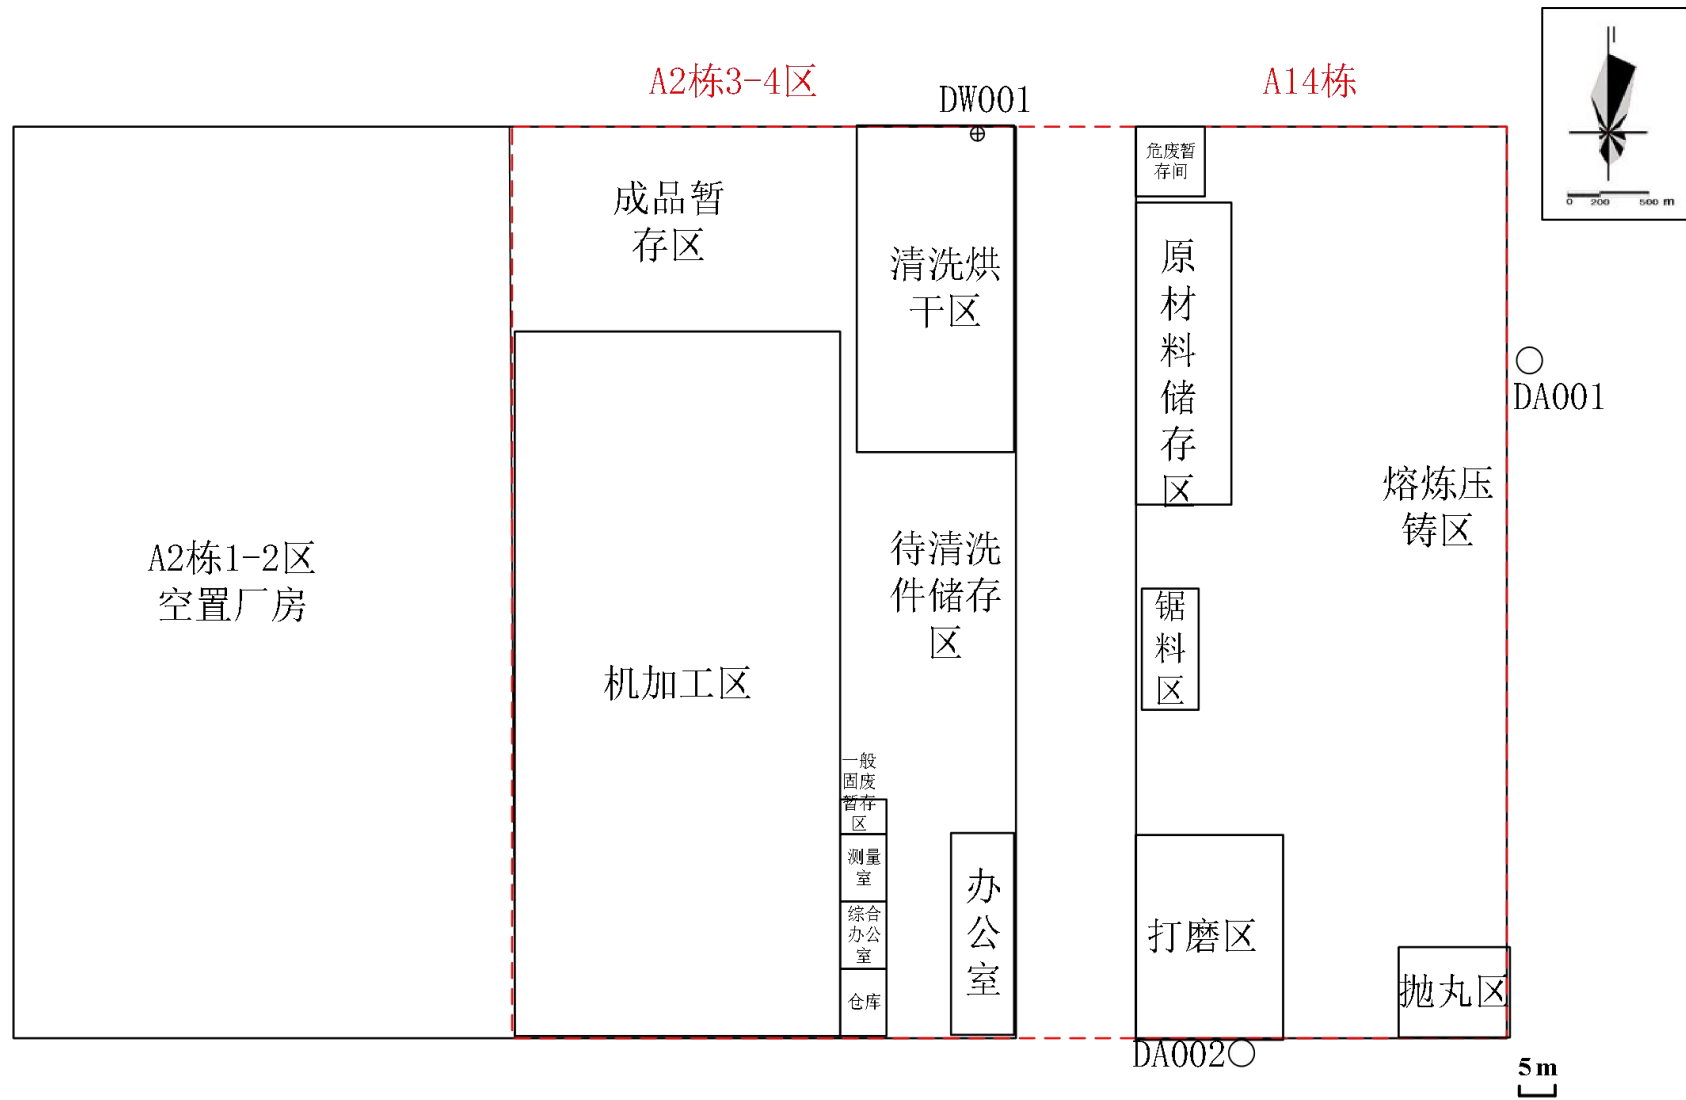 A2栋3-4区
A14栋
DW001
0 200 500 m
危废暂
存间
成品暂
存区
清洗烘
干区
原
材
料
储
存
区
DA001
熔炼压
铸区
A2栋1-2区
空置厂房
待清洗
件储存
区
锯
料
区
机加工区
一般
固废
暂存
区
测量
室
综合
办公
室
仓库
办
公
室
打磨区
抛丸区
DA002
5m